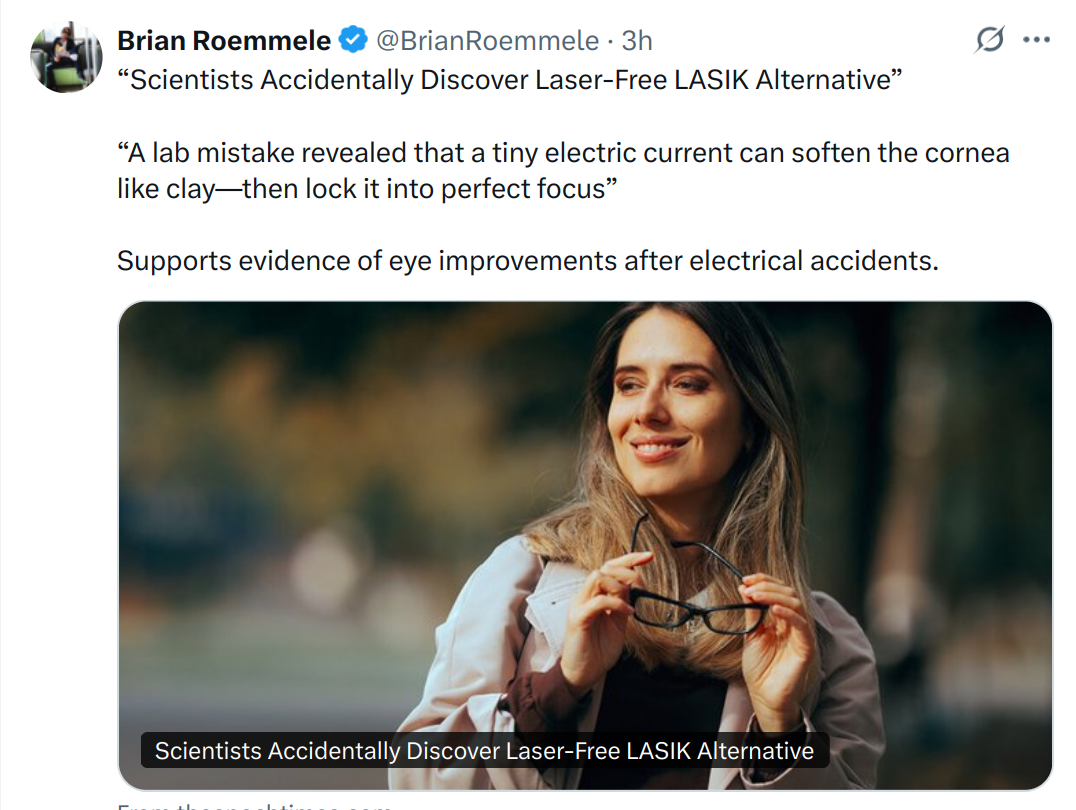 Brian Roemmele @BrianRoemmele · 3h
“Scientists Accidentally Discover Laser-Free LASIK Alternative”
“A lab mistake revealed that a tiny electric current can soften the cornea
like clay—then lock it into perfect focus”
Supports evidence of eye improvements after electrical accidents.
Scientists Accidentally Discover Laser-Free LASIK Alternative